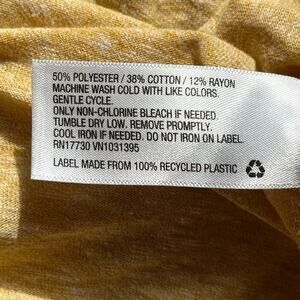 50% POLYESTER / 38% COTTON / 12% RAYON
MACHINE WASH COLD WITH LIKE COLORS.
GENTLE CYCLE.
ONLY NON-CHLORINE BLEACH IF NEEDED.
TUMBLE DRY LOW. REMOVE PROMPTLY.
COOL IRON IF NEEDED. DO NOT IRON ON LABEL.
RN17730 VN1031395
LABEL MADE FROM 100% RECYCLED PLASTIC